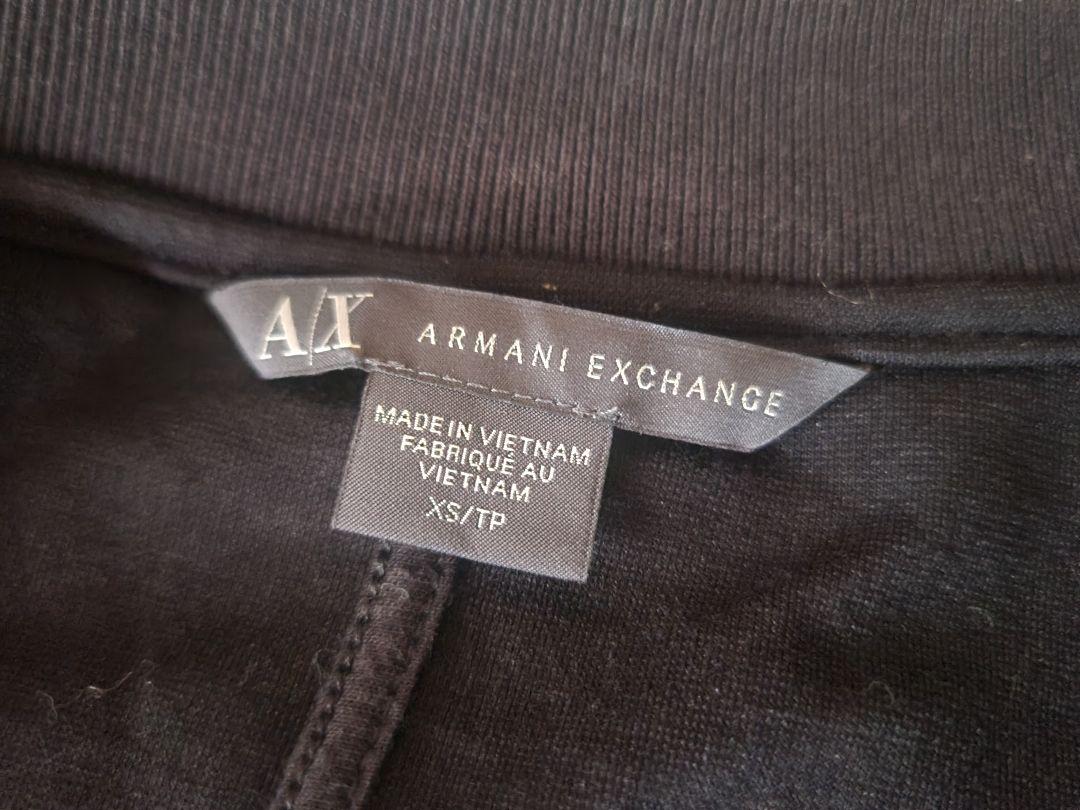 A/X ARMANI EXCHANGE
MADE IN VIETNAM
FABRIQUÉ AU
VIETNAM
XS/TP